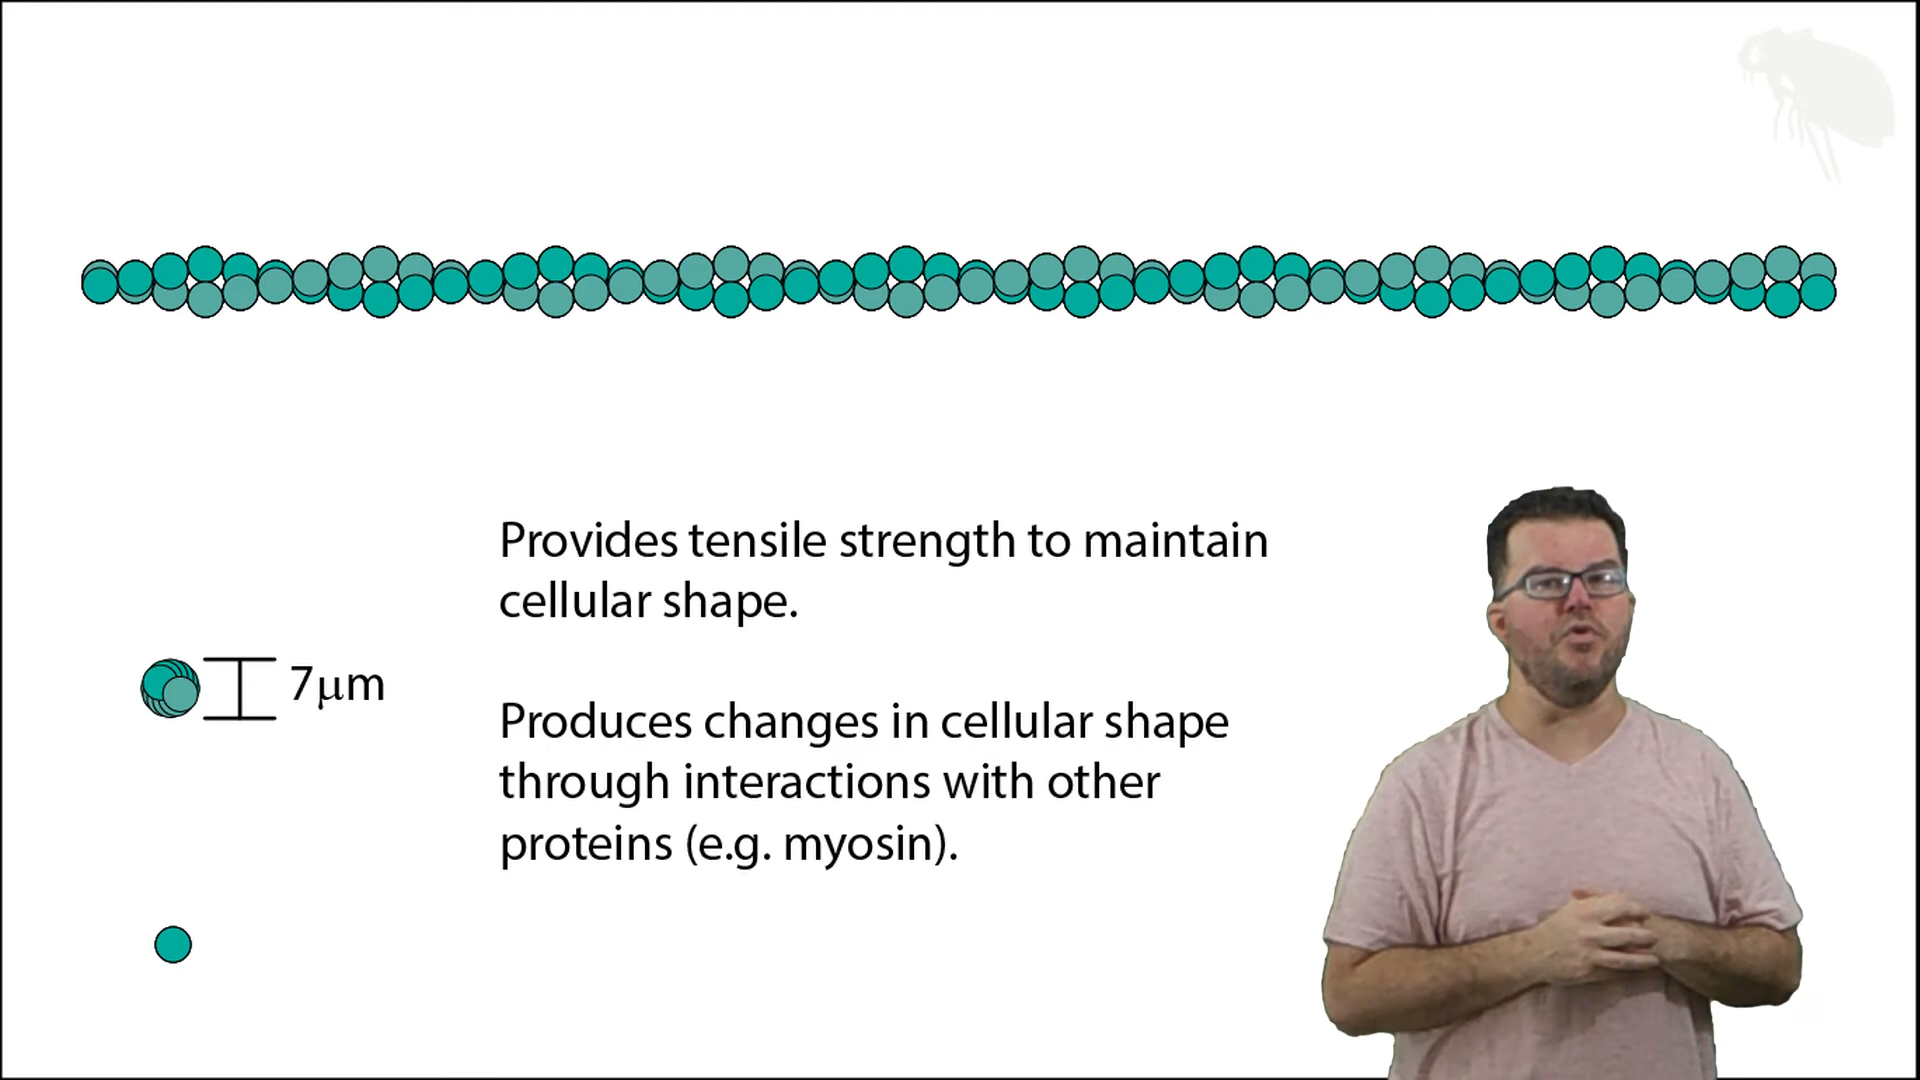 Provides tensile strength to maintain
cellular shape.
7μm
Produces changes in cellular shape
through interactions with other
proteins (e.g. myosin).